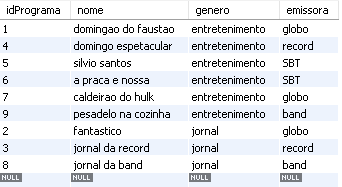 idPrograma nome genero emissora
1 domingao do faustao entretenimento globo
4 domingo espetacular entretenimento record
5 silvio santos entretenimento SBT
6 a praca e nossa entretenimento SBT
7 caldeirao do hulk entretenimento globo
9 pesadelo na cozinha entretenimento band
2 fantastico jornal globo
3 jornal da record jornal record
8 jornal da band jornal band
NULL NULL NULL NULL